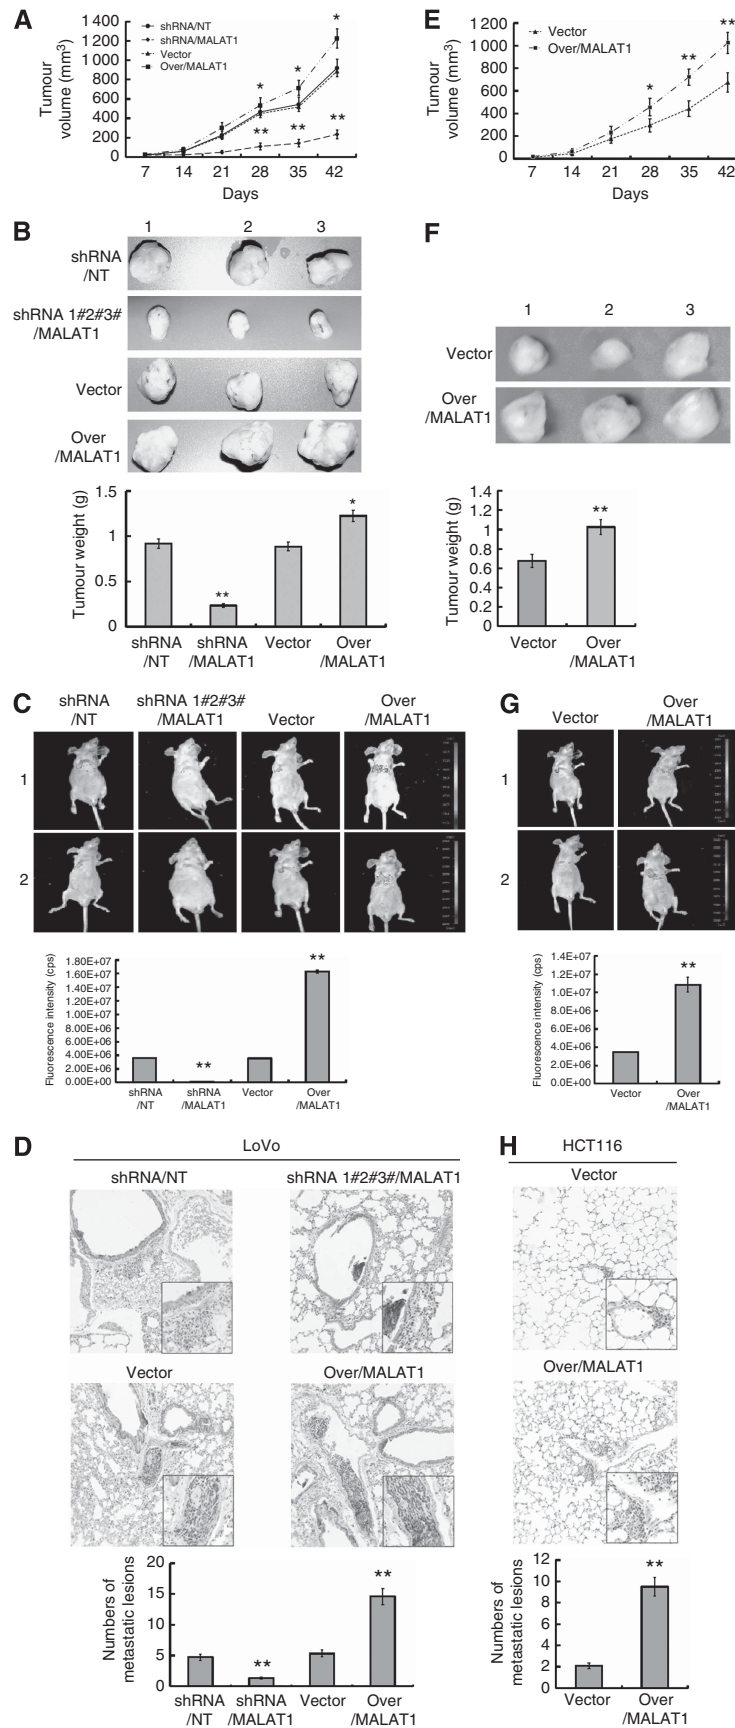 A
Tumour
volume (mm³)
1 400
1 200
1 000
800
600
400
200
0
7 14 21 28 35 42
Days
shRNA/NT
shRNA/MALAT1
Vector
Over/MALAT1
* * *
** ** **
E
Tumour
volume (mm³)
1 200
1 000
800
600
400
200
0
7 14 21 28 35 42
Days
Vector
Over/MALAT1
* ** **
B
1 2 3
shRNA
/NT
shRNA 1#2#3#
/MALAT1
Vector
Over
/MALAT1
Tumour weight (g)
1.5
1
0.5
0
**
*
shRNA
/NT
shRNA
/MALAT1
Vector
Over
/MALAT1
F
1 2 3
Vector
Over
/MALAT1
Tumour weight (g)
1.4
1.2
1
0.8
0.6
0.4
0.2
0
**
Vector
Over
/MALAT1
C
shRNA
/NT
shRNA 1#2#3#
/MALAT1
Vector
Over
/MALAT1
1
2
Fluorescence intensity (cps)
1.80E+07
1.60E+07
1.40E+07
1.20E+07
1.00E+07
8.00E+06
6.00E+06
4.00E+06
2.00E+06
0.00E+00
**
**
shRNA
/NT
shRNA
/MALAT1
Vector
Over
/MALAT1
G
Vector
Over
/MALAT1
1
2
Fluorescence intensity (cps)
1.4E+07
1.2E+07
1.0E+07
8.0E+06
6.0E+06
4.0E+06
2.0E+06
0.0E+00
**
Vector
Over
/MALAT1
D
LoVo
shRNA/NT
shRNA 1#2#3#/MALAT1
Vector
Over/MALAT1
Numbers of
metastatic lesions
20
15
10
5
0
**
**
shRNA
/NT
shRNA
/MALAT1
Vector
Over
/MALAT1
H
HCT116
Vector
Over/MALAT1
Numbers of
metastatic lesions
12
10
8
6
4
2
0
**
Vector
Over
/MALAT1